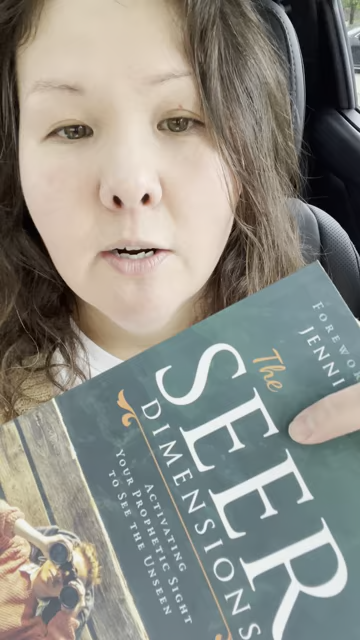 FOREWO
JENNI
The
SEER
DIMENSIONS
ACTIVATING
YOUR PROPHETIC SIGHT
TO SEE THE UNSEEN